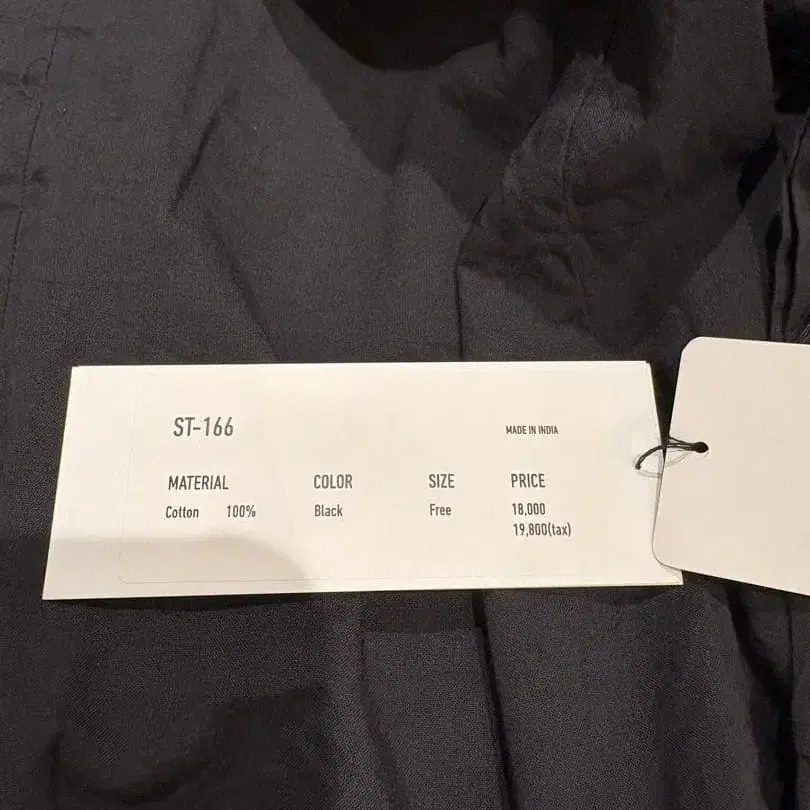 ST-166
MADE IN INDIA
MATERIAL COLOR SIZE PRICE
Cotton 100% Black Free 18,000
19,800(tax)